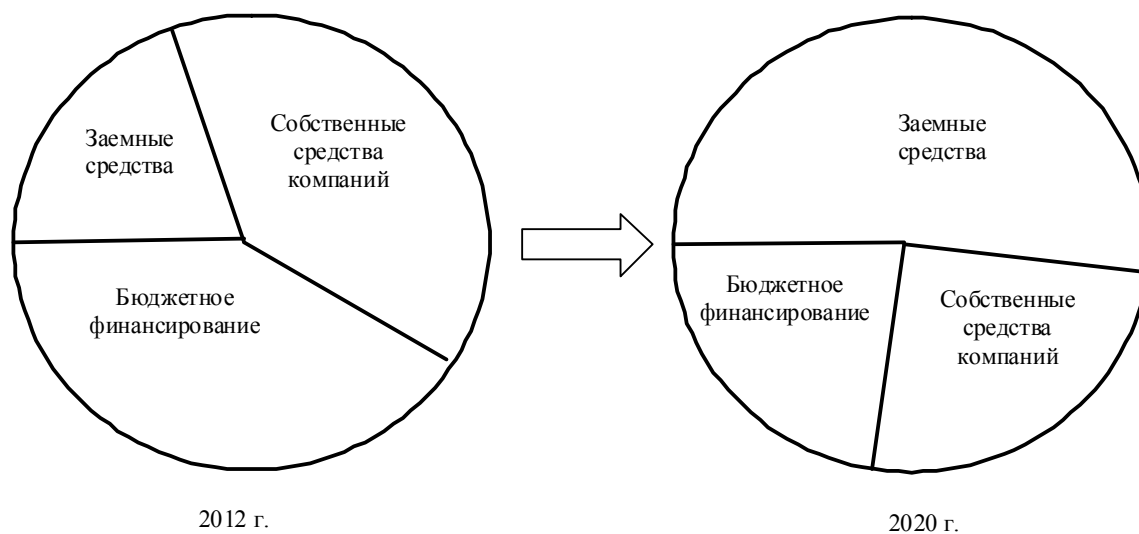 Заемные
средства
Собственные
средства
компаний
Бюджетное
финансирование
2012 г.
Заемные
средства
Бюджетное
финансирование
Собственные
средства
компаний
2020 г.